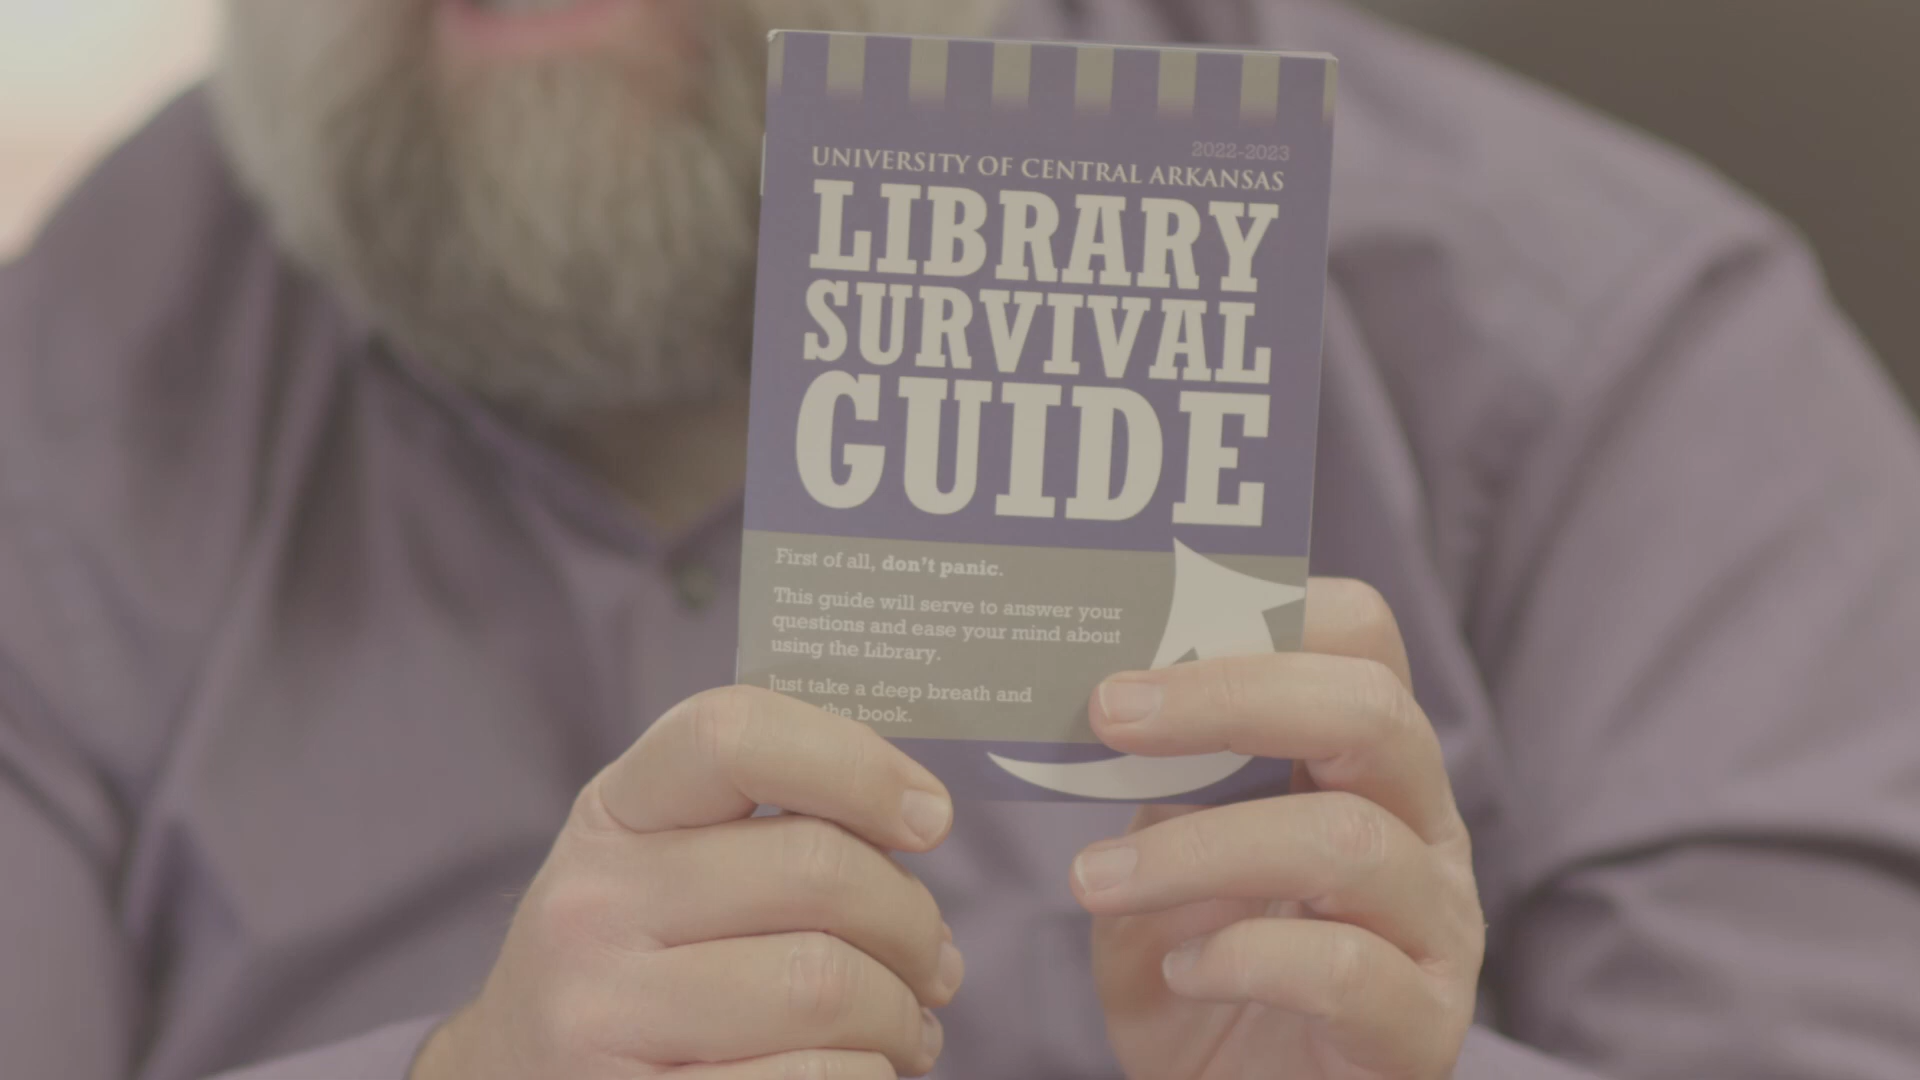 2022-2023
UNIVERSITY OF CENTRAL ARKANSAS
LIBRARY
SURVIVAL
GUIDE
First of all, don't panic.
This guide will serve to answer your
questions and ease your mind about
using the Library.
Just take a deep breath and
the book.